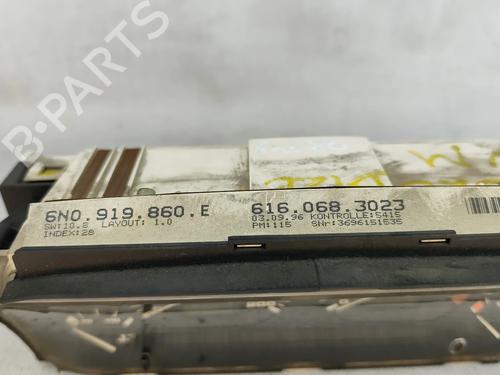 B-PARTS
6N0.919.860.E 616.068.3023
SW:10.8 LAYOUT: 1.0 03.09.96 KONTROLLE:5415
INDEX:28 PM:115 SNr:3696151535